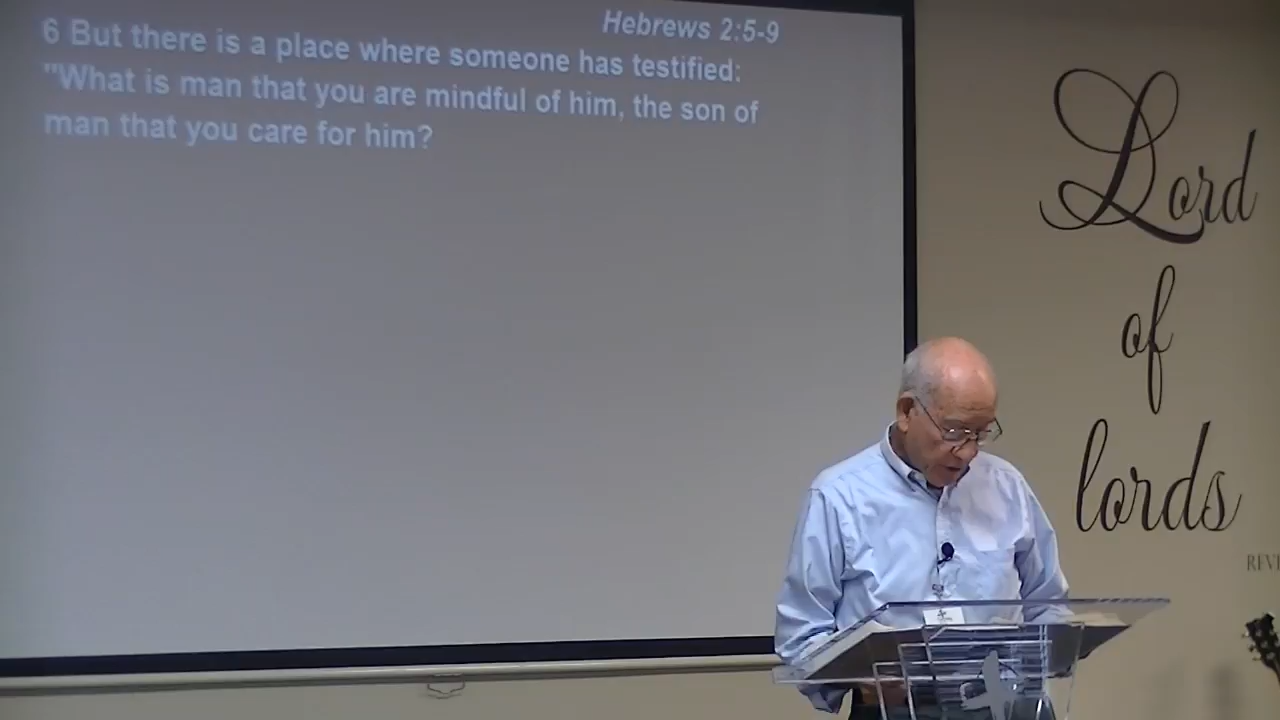 Hebrews 2:5-9
6 But there is a place where someone has testified:
"What is man that you are mindful of him, the son of
man that you care for him?
Lord
of
lords
REVE